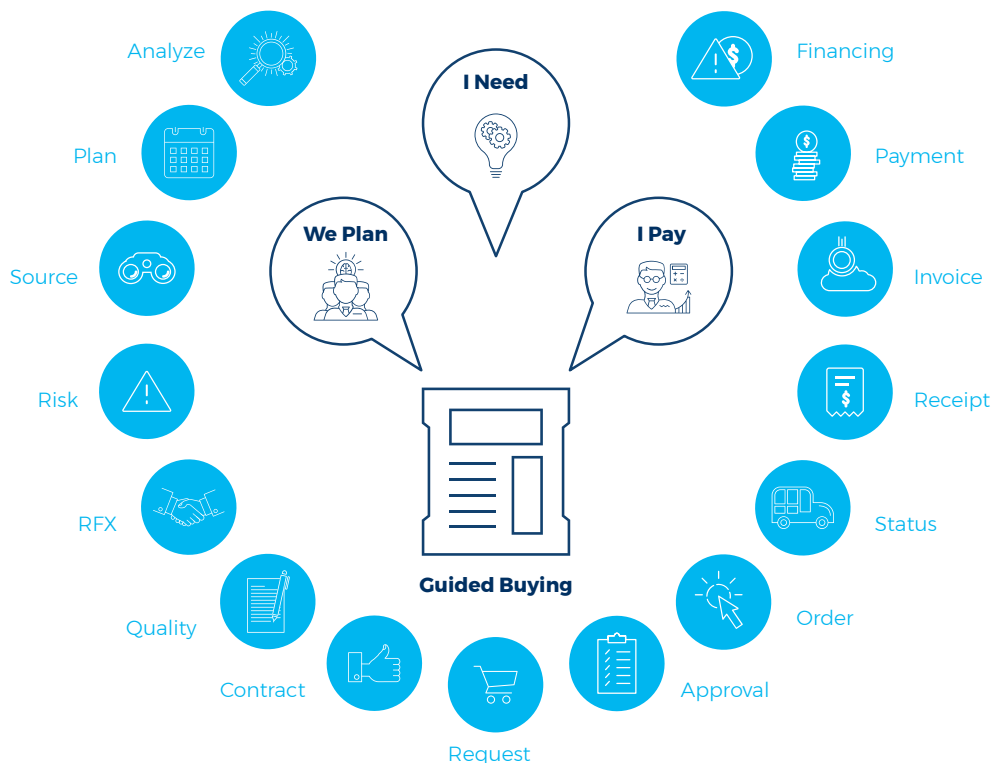 Analyze
Financing
I Need
Plan
Payment
We Plan
I Pay
Source
Invoice
Risk
Receipt
RFX
Status
Guided Buying
Quality
Order
Contract
Approval
Request